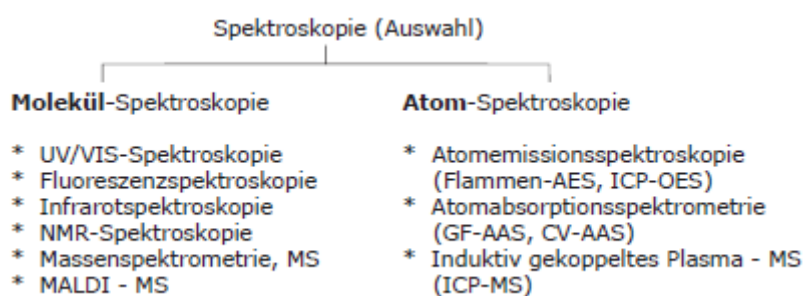 Spektroskopie (Auswahl)
Molekül-Spektroskopie
* UV/VIS-Spektroskopie
* Fluoreszenzspektroskopie
* Infrarotspektroskopie
* NMR-Spektroskopie
* Massenspektrometrie, MS
* MALDI - MS
Atom-Spektroskopie
* Atomemissionsspektroskopie
(Flammen-AES, ICP-OES)
* Atomabsorptionsspektrometrie
(GF-AAS, CV-AAS)
* Induktiv gekoppeltes Plasma - MS
(ICP-MS)